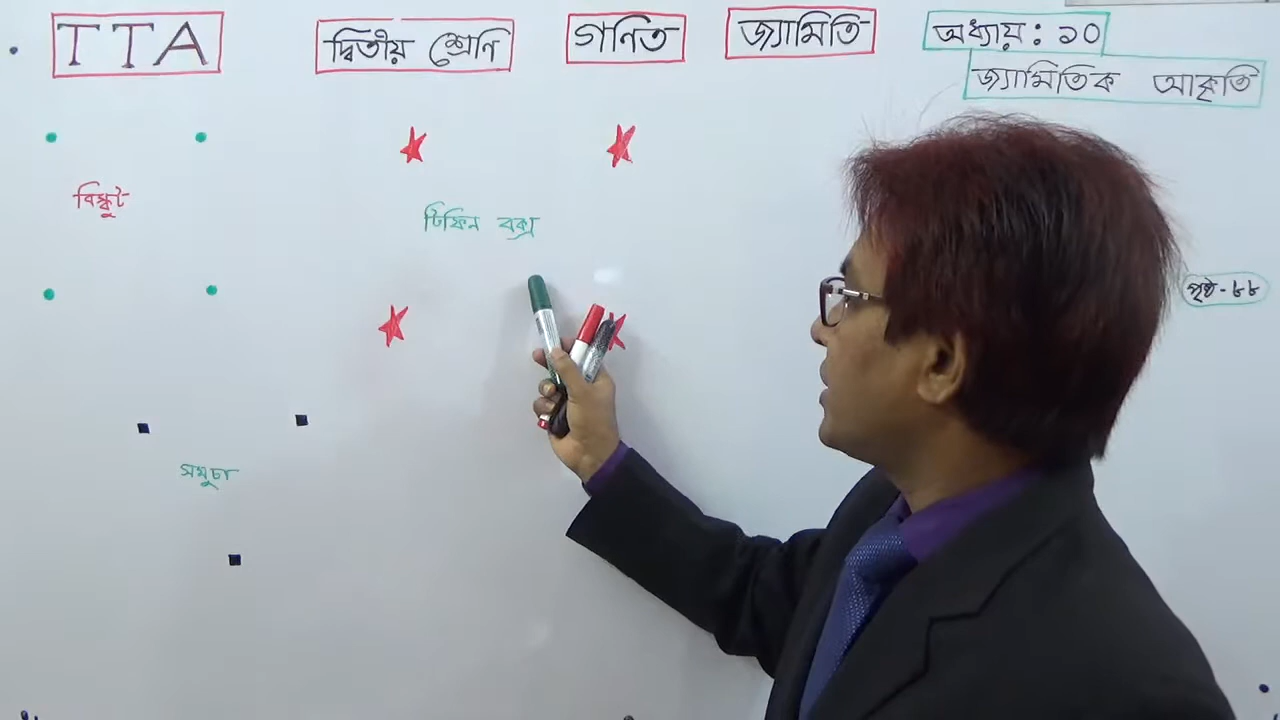 TTA
দ্বিতীয় শ্রেণি
গণিত
জ্যামিতি
অধ্যায়: ১০
জ্যামিতিক আকৃতি
বিস্কুট
টিফিন বক্স
পৃষ্ঠ-৮৮
সমুচা